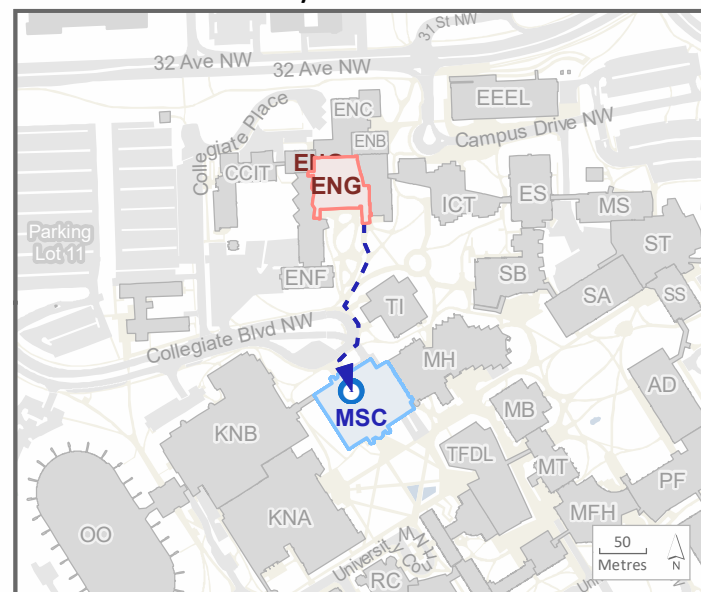 31 St NW
32 Ave NW
32 Ave NW
EEEL
ENC
Collegiate Place
ENB
Campus Drive NW
ENG
CCIT
ENG
ICT
ES
MS
Parking
Lot 11
ST
ENF
SB
SA
SS
TI
Collegiate Blvd NW
MH
AD
MSC
MB
KNB
TFDL
MT
PF
KNA
MFH
OO
50
Metres
N
RC